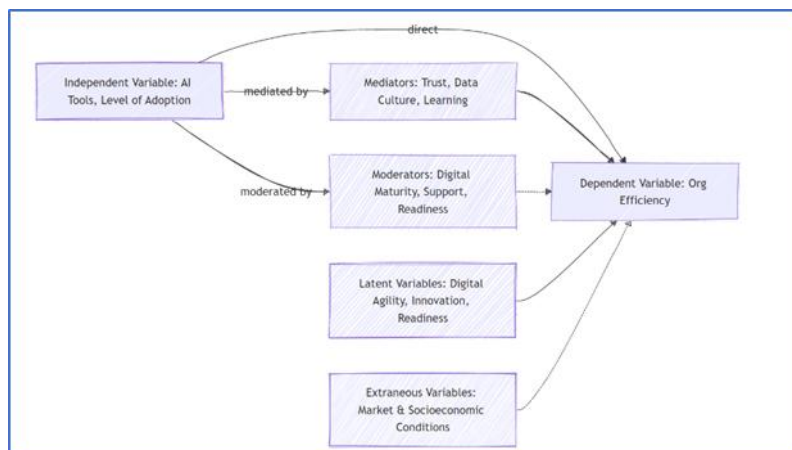 direct
Independent Variable: AI
Tools, Level of Adoption
mediated by
Mediators: Trust, Data
Culture, Learning
moderated by
Moderators: Digital
Maturity, Support,
Readiness
Dependent Variable: Org
Efficiency
Latent Variables: Digital
Agility, Innovation,
Readiness
Extraneous Variables:
Market & Socioeconomic
Conditions